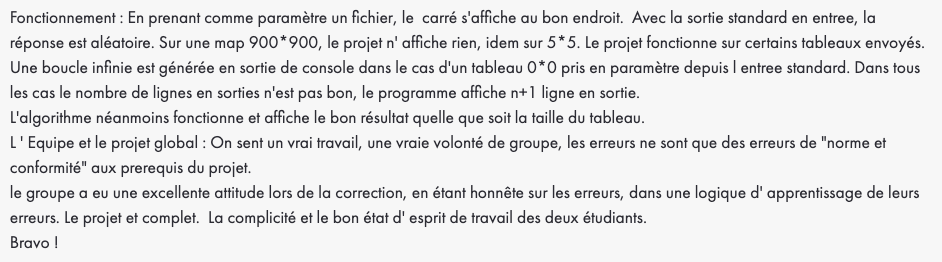 Fonctionnement : En prenant comme paramètre un fichier, le  carré s'affiche au bon endroit.  Avec la sortie standard en entree, la
réponse est aléatoire. Sur une map 900*900, le projet n' affiche rien, idem sur 5*5. Le projet fonctionne sur certains tableaux envoyés.
Une boucle infinie est générée en sortie de console dans le cas d'un tableau 0*0 pris en paramètre depuis l entree standard. Dans tous
les cas le nombre de lignes en sorties n'est pas bon, le programme affiche n+1 ligne en sortie.
L'algorithme néanmoins fonctionne et affiche le bon résultat quelle que soit la taille du tableau.
L ' Equipe et le projet global : On sent un vrai travail, une vraie volonté de groupe, les erreurs ne sont que des erreurs de "norme et
conformité" aux prerequis du projet.
le groupe a eu une excellente attitude lors de la correction, en étant honnête sur les erreurs, dans une logique d' apprentissage de leurs
erreurs. Le projet et complet.  La complicité et le bon état d' esprit de travail des deux étudiants.
Bravo !